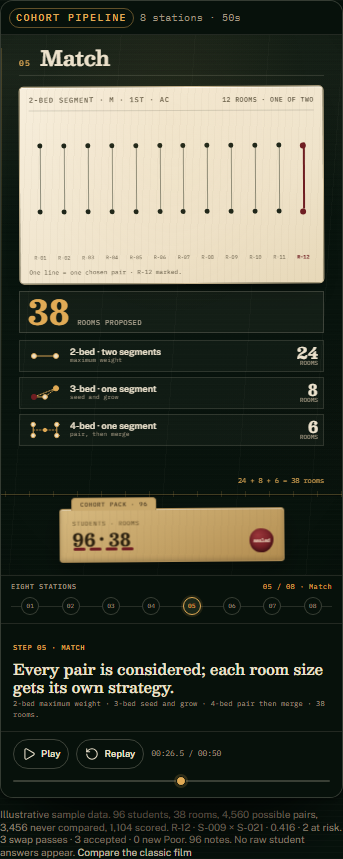 COHORT PIPELINE 8 stations · 50s
05 Match
2-BED SEGMENT · M · 1ST · AC 12 ROOMS · ONE OF TWO
R-01 R-02 R-03 R-04 R-05 R-06 R-07 R-08 R-09 R-10 R-11 R-12
One line = one chosen pair · R-12 marked.
38 ROOMS PROPOSED
2-bed · two segments 24
maximum weight ROOMS
3-bed · one segment 8
seed and grow ROOMS
4-bed · one segment 6
pair, then merge ROOMS
24 + 8 + 6 = 38 rooms
COHORT PACK · 96
STUDENTS · ROOMS
96·38
sealed
EIGHT STATIONS 05 / 08 · Match
01 02 03 04 05 06 07 08
STEP 05 · MATCH
Every pair is considered; each room size
gets its own strategy.
2-bed maximum weight · 3-bed seed and grow · 4-bed pair then merge · 38
rooms.
Play Replay 00:26.5 / 00:50
Illustrative sample data. 96 students, 38 rooms, 4,560 possible pairs,
3,456 never compared, 1,104 scored. R-12 · S-009 × S-021 · 0.416 · 2 at risk.
3 swap passes · 3 accepted · 0 new Poor. 96 notes. No raw student
answers appear. Compare the classic film